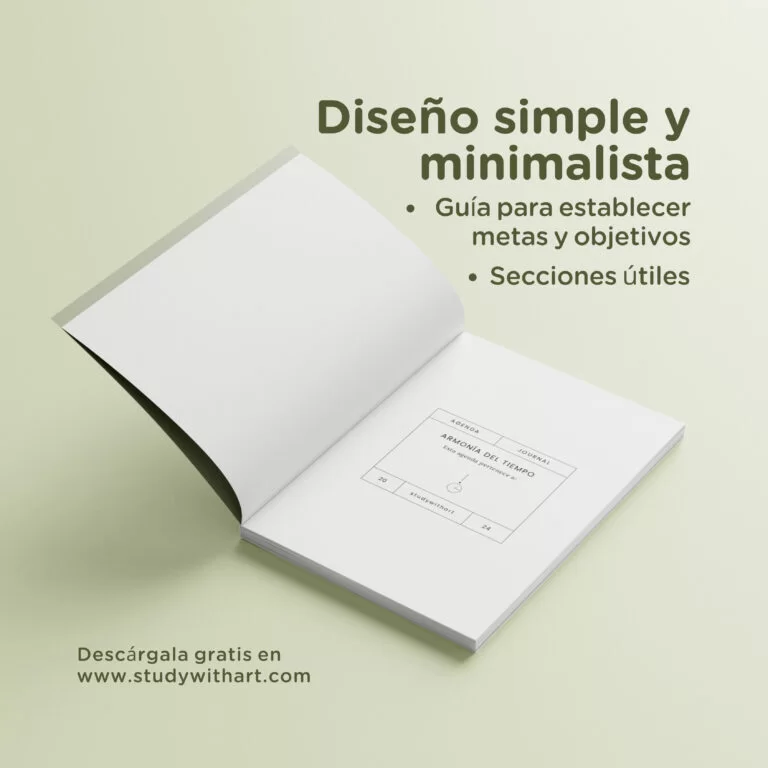 Diseño simple y
minimalista
• Guía para establecer
metas y objetivos
• Secciones útiles
AGENDA
JOURNAL
ARMONÍA DEL TIEMPO
Esta agenda pertenece a:
20
studywithart
24
Descárgala gratis en
www.studywithart.com